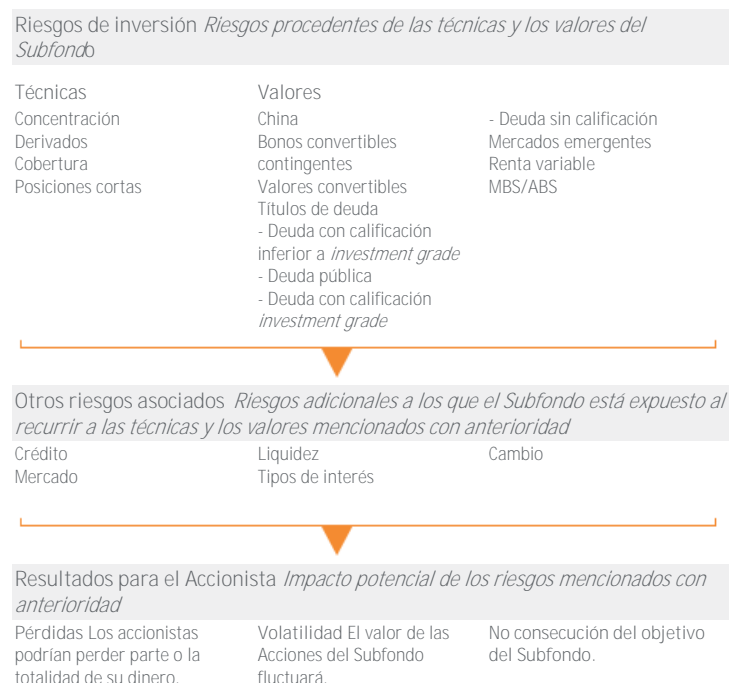 Riesgos de inversión Riesgos procedentes de las técnicas y los valores del
Subfondo
Técnicas
Concentración
Derivados
Cobertura
Posiciones cortas
Valores
China
Bonos convertibles
contingentes
Valores convertibles
Títulos de deuda
- Deuda con calificación
inferior a investment grade
- Deuda pública
- Deuda con calificación
investment grade
- Deuda sin calificación
Mercados emergentes
Renta variable
MBS/ABS
Otros riesgos asociados Riesgos adicionales a los que el Subfondo está expuesto al
recurrir a las técnicas y los valores mencionados con anterioridad
Crédito
Mercado
Liquidez
Tipos de interés
Cambio
Resultados para el Accionista Impacto potencial de los riesgos mencionados con
anterioridad
Pérdidas Los accionistas
podrían perder parte o la
totalidad de su dinero.
Volatilidad El valor de las
Acciones del Subfondo
fluctuará.
No consecución del objetivo
del Subfondo.